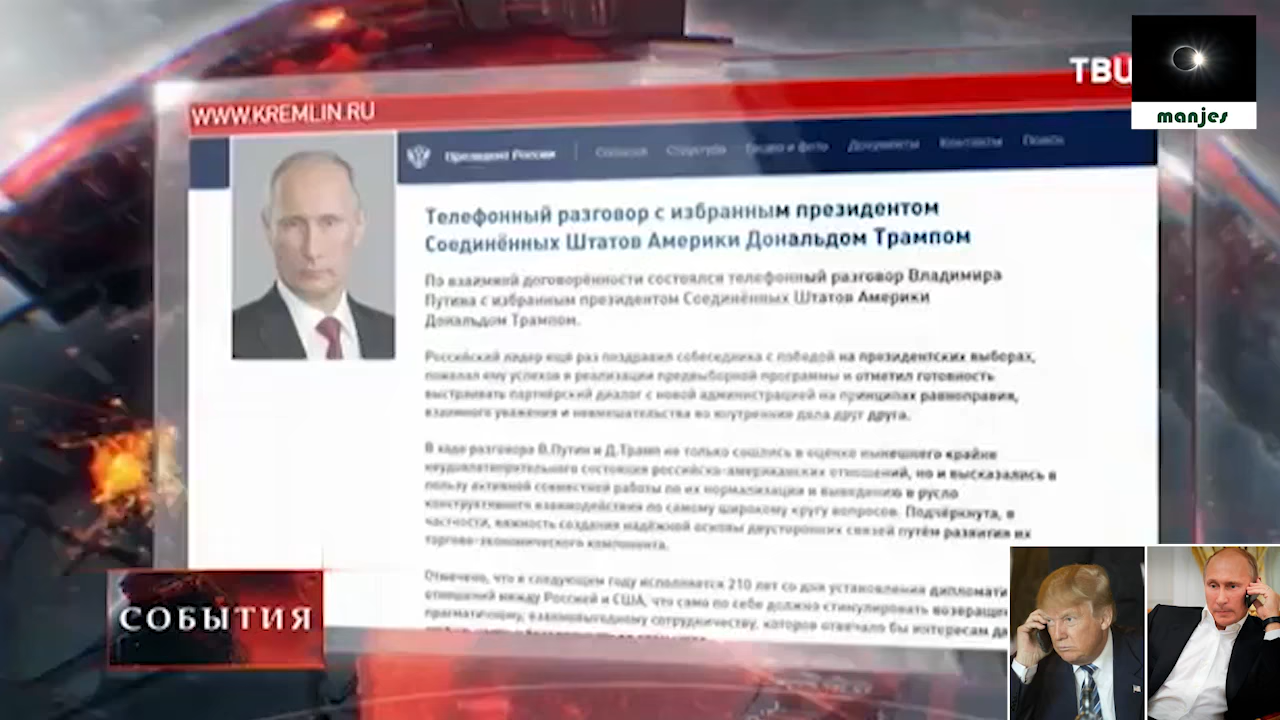 WWW.KREMLIN.RU
ТВЦ
manjes
Президент России События Структура Видео и фото Документы Контакты Поиск
Телефонный разговор с избранным президентом
Соединённых Штатов Америки Дональдом Трампом
По взаимной договорённости состоялся телефонный разговор Владимира
Путина с избранным президентом Соединённых Штатов Америки
Дональдом Трампом.
Российский лидер ещё раз поздравил собеседника с победой на президентских выборах,
пожелал ему успехов в реализации предвыборной программы и отметил готовность
выстраивать партнёрский диалог с новой администрацией на принципах равноправия,
взаимного уважения и невмешательства во внутренние дела друг друга.
В ходе разговора В.Путин и Д.Трамп не только сошлись в оценке нынешнего крайне
неудовлетворительного состояния российско-американских отношений, но и высказались в
пользу активной совместной работы по их нормализации и выведению в русло
конструктивного взаимодействия по самому широкому кругу вопросов. Подчёркнута, в
частности, важность создания надёжной основы двусторонних связей путём развития их
торгово-экономического компонента.
Отмечено, что в следующем году исполняется 210 лет со дня установления дипломати
отношений между Россией и США, что само по себе должно стимулировать возвращен
прагматичному, взаимовыгодному сотрудничеству, которое отвечало бы интересам
СОБЫТИЯ